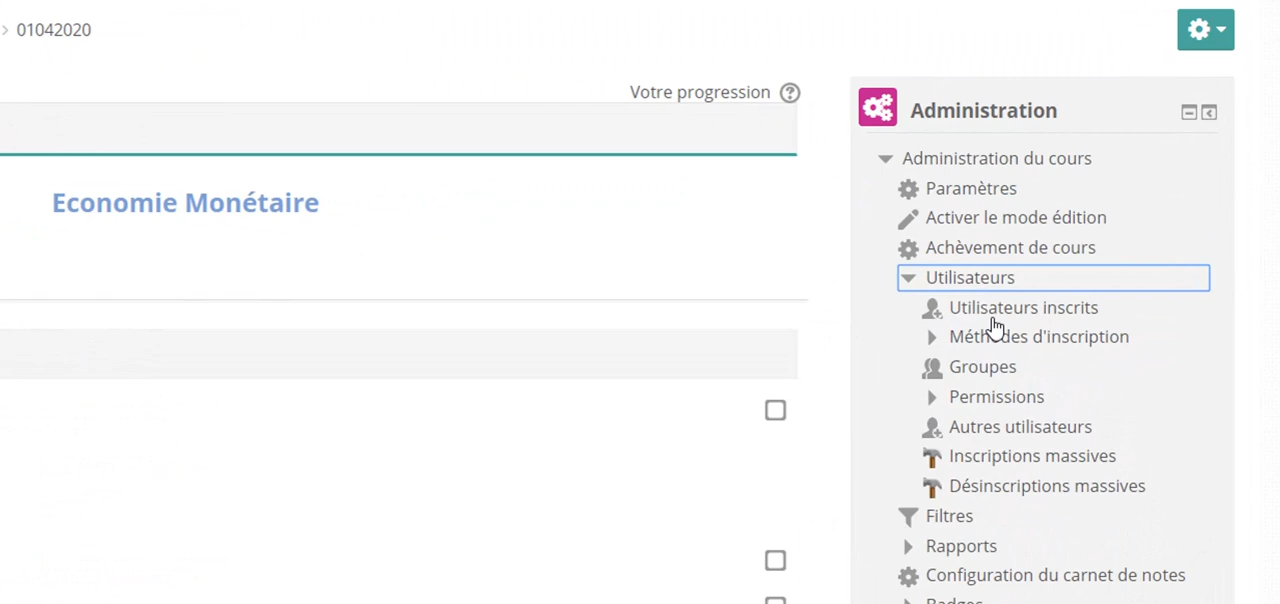 01042020
Votre progression
Economie Monétaire
Administration
Administration du cours
Paramètres
Activer le mode édition
Achèvement de cours
Utilisateurs
Utilisateurs inscrits
Méthodes d'inscription
Groupes
Permissions
Autres utilisateurs
Inscriptions massives
Désinscriptions massives
Filtres
Rapports
Configuration du carnet de notes
Badges